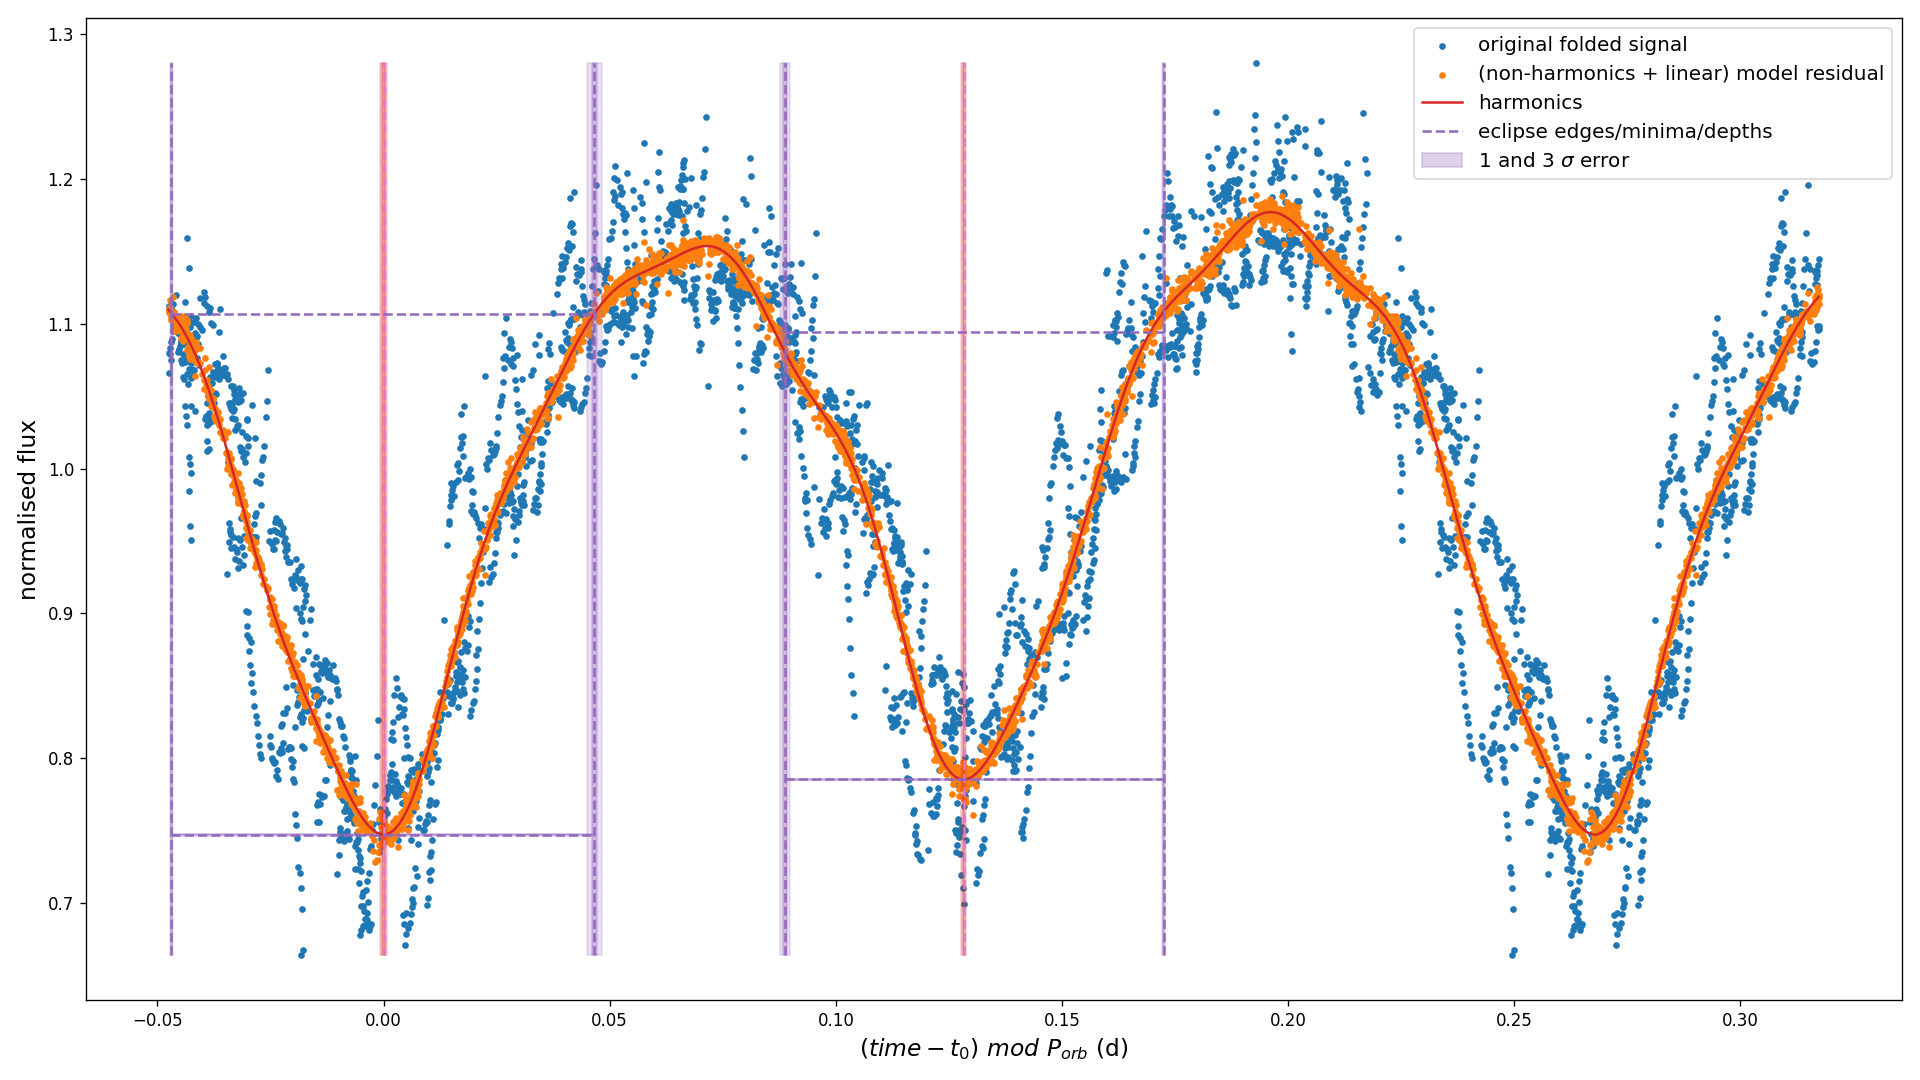 1.3
1.2
1.1
1.0
0.9
0.8
0.7
normalised flux
original folded signal
(non-harmonics + linear) model residual
harmonics
eclipse edges/minima/depths
1 and 3 σ error
−0.05 0.00 0.05 0.10 0.15 0.20 0.25 0.30
(time − t₀) mod Pₒᵣb (d)